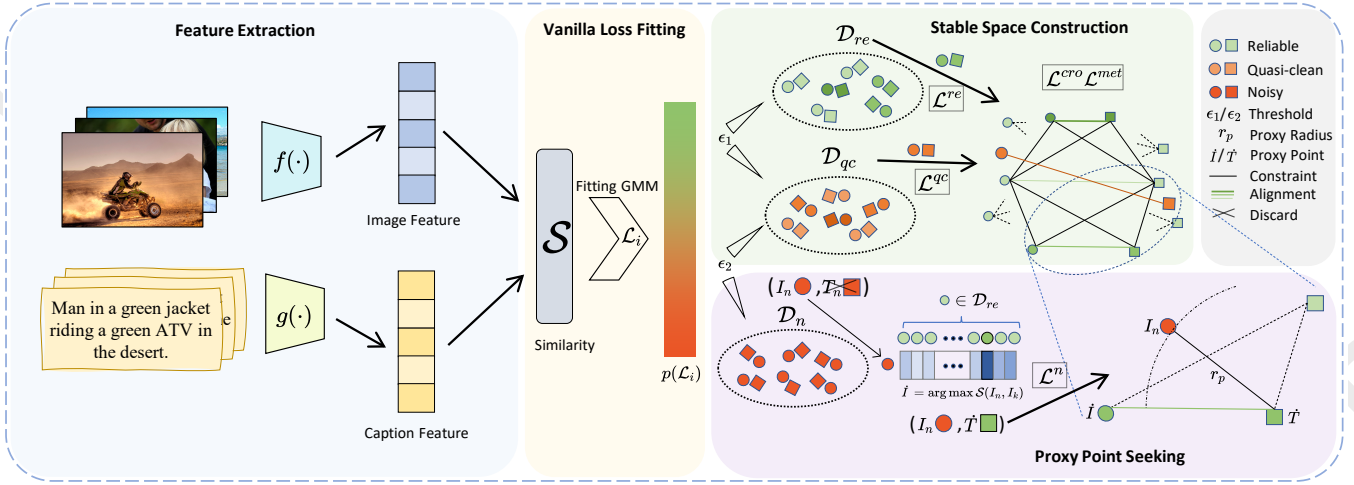 Feature Extraction
f(·)
Image Feature
Man in a green jacket
riding a green ATV in
the desert.
g(·)
Caption Feature
Vanilla Loss Fitting
S
Similarity
Fitting GMM
ℒ_i
p(ℒ_i)
Stable Space Construction
ϵ_1
𝒟_re
ℒ^re
𝒟_qc
ℒ^qc
ℒ^cro ℒ^met
ϵ_2
𝒟_n
(I_n , T_n )
∈ 𝒟_re
İ = arg max S(I_n, I_k)
(I_n , Ṫ )
ℒ^n
I_n
r_p
İ
Ṫ
Proxy Point Seeking
Reliable
Quasi-clean
Noisy
ϵ_1/ϵ_2 Threshold
r_p Proxy Radius
İ/Ṫ Proxy Point
Constraint
Alignment
Discard